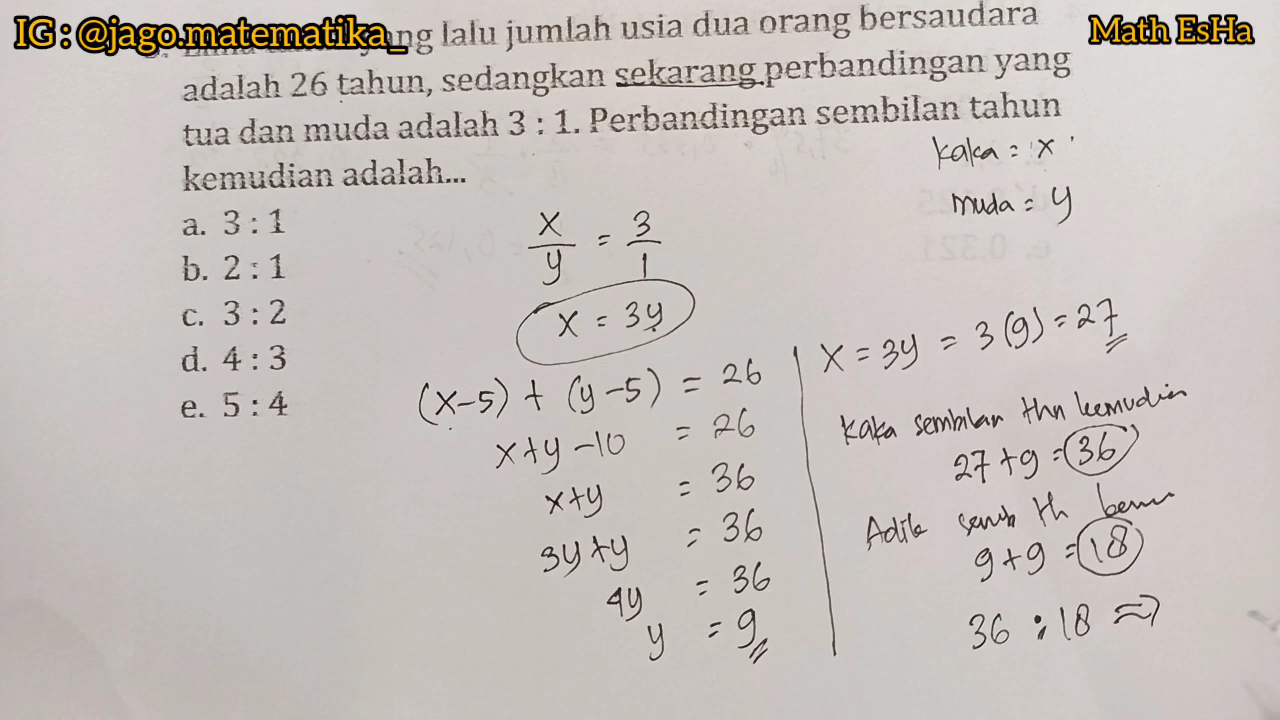 IG : @jago.matematika_
Math EsHa
yang lalu jumlah usia dua orang bersaudara
adalah 26 tahun, sedangkan sekarang perbandingan yang
tua dan muda adalah 3 : 1. Perbandingan sembilan tahun
kemudian adalah...
a. 3 : 1
b. 2 : 1
c. 3 : 2
d. 4 : 3
e. 5 : 4
kaka = x
muda = y
x/y = 3/1
x = 3y
(x-5) + (y-5) = 26
x+y-10 = 26
x+y = 36
3y+y = 36
4y = 36
y = 9
x = 3y = 3(9) = 27
kaka sembilan thn kemudian
27+9 = 36
Adik th
9+9 = 18
36 : 18 ⇒